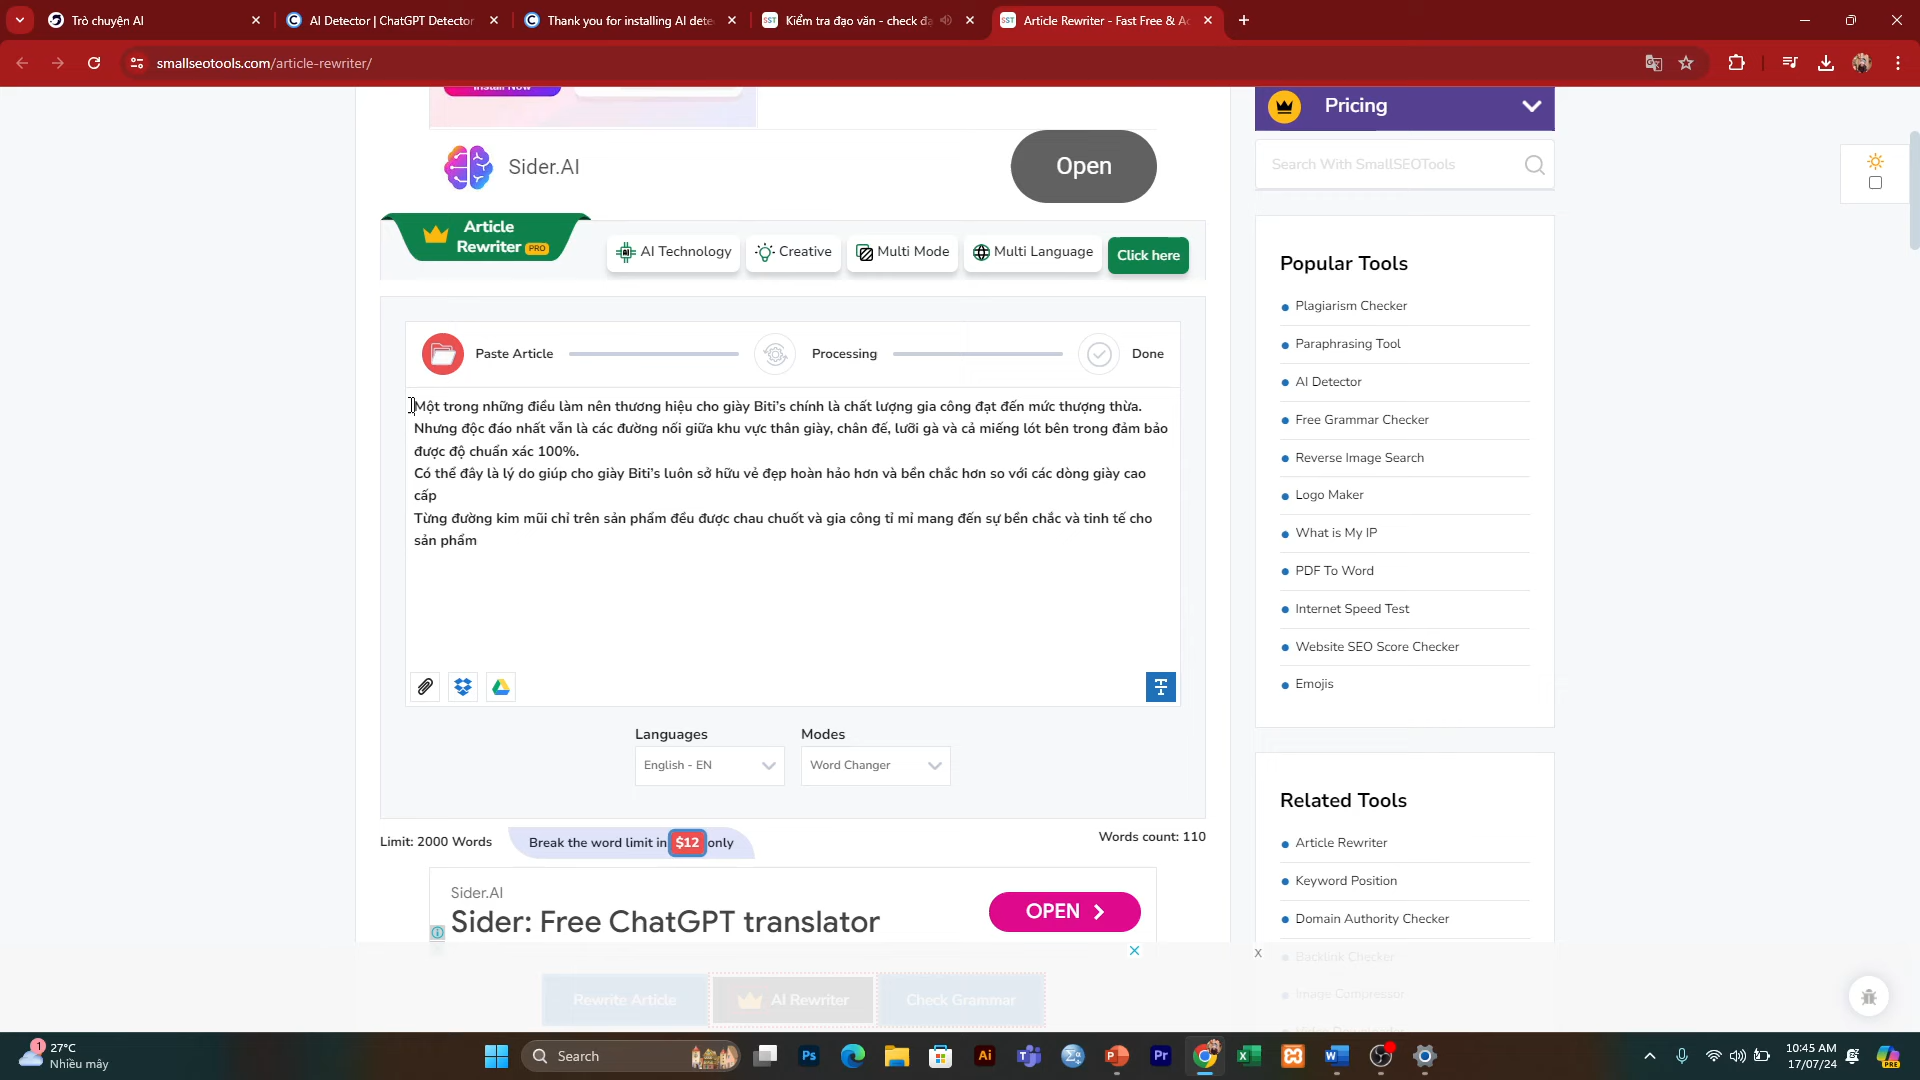 Trò chuyện AI
AI Detector | ChatGPT Detector
Thank you for installing AI dete
Kiểm tra đạo văn - check đạ
Article Rewriter - Fast Free & Ac
smallseotools.com/article-rewriter/
Install Now
Sider.AI
Open
Pricing
Search With SmallSEOTools
Article
Rewriter PRO
AI Technology
Creative
Multi Mode
Multi Language
Click here
Paste Article
Processing
Done
Một trong những điều làm nên thương hiệu cho giày Biti's chính là chất lượng gia công đạt đến mức thượng thừa.
Nhưng độc đáo nhất vẫn là các đường nối giữa khu vực thân giày, chân đế, lưỡi gà và cả miếng lót bên trong đảm bảo
được độ chuẩn xác 100%.
Có thể đây là lý do giúp cho giày Biti's luôn sở hữu vẻ đẹp hoàn hảo hơn và bền chắc hơn so với các dòng giày cao
cấp
Từng đường kim mũi chỉ trên sản phẩm đều được chau chuốt và gia công tỉ mỉ mang đến sự bền chắc và tinh tế cho
sản phẩm
Languages
Modes
English - EN
Word Changer
Limit: 2000 Words
Break the word limit in $12 only
Words count: 110
Sider.AI
Sider: Free ChatGPT translator
OPEN
X
Rewrite Article
AI Rewriter
Check Grammar
Popular Tools
Plagiarism Checker
Paraphrasing Tool
AI Detector
Free Grammar Checker
Reverse Image Search
Logo Maker
What is My IP
PDF To Word
Internet Speed Test
Website SEO Score Checker
Emojis
Related Tools
Article Rewriter
Keyword Position
Domain Authority Checker
Backlink Checker
Image Compressor
1
27°C
Nhiều mây
Search
Ps
Ai
Pr
10:45 AM
17/07/24
PRE